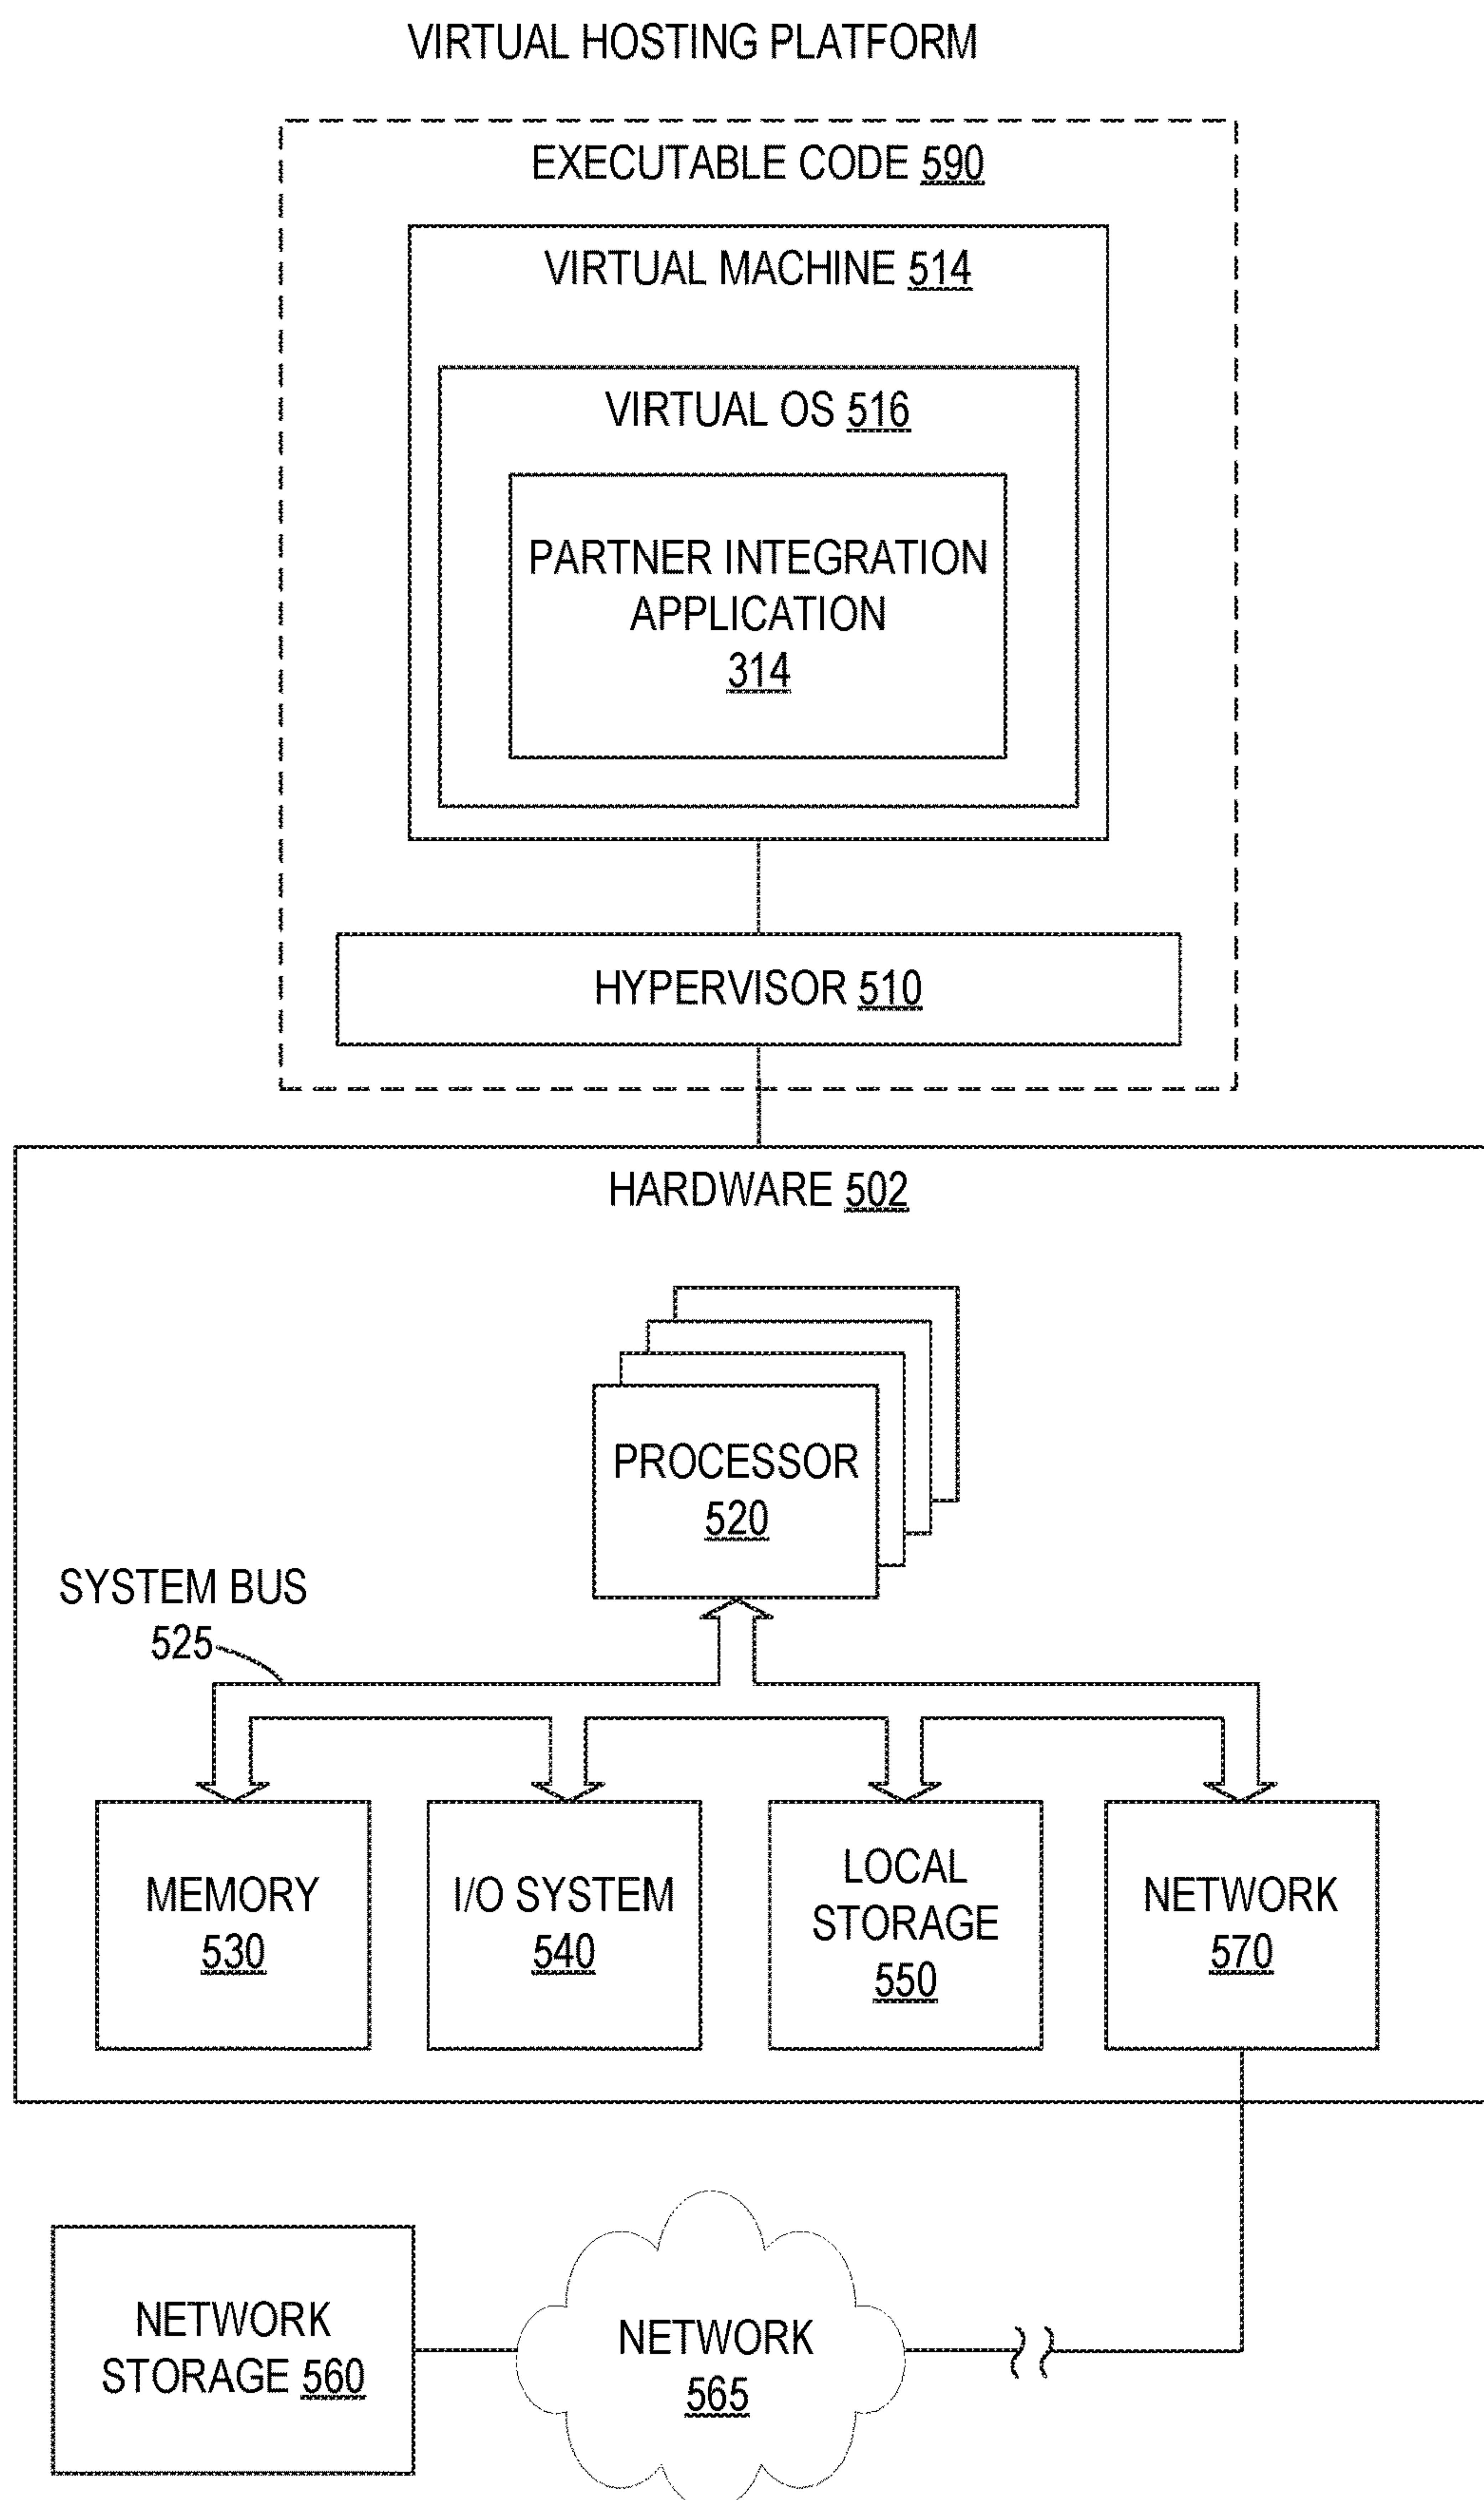 VIRTUAL HOSTING PLATFORM
EXECUTABLE CODE 590
VIRTUAL MACHINE 514
VIRTUAL OS 516
PARTNER INTEGRATION
APPLICATION
314
HYPERVISOR 510
HARDWARE 502
PROCESSOR
520
SYSTEM BUS
525
MEMORY
530
I/O SYSTEM
540
LOCAL
STORAGE
550
NETWORK
570
NETWORK
STORAGE 560
NETWORK
565